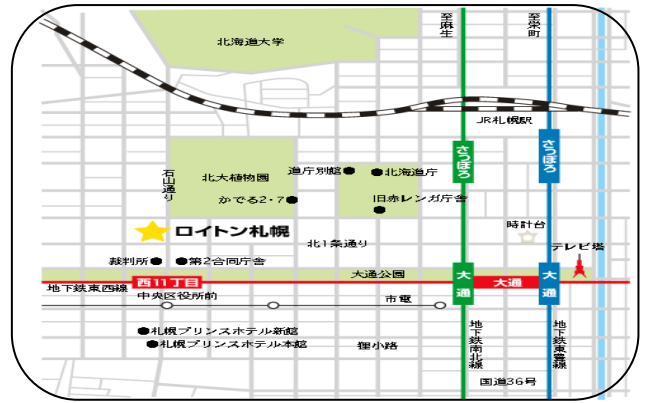 至麻生
至栄町
北海道大学
JR札幌駅
さっぽろ
さっぽろ
石山通り
北大植物園
道庁別館
北海道庁
かでる2・7
旧赤レンガ庁舎
ロイトン札幌
北1条通り
時計台
テレビ塔
裁判所
第2合同庁舎
大通公園
地下鉄東西線
西11丁目
大通
大通
大通
中央区役所前
市電
札幌プリンスホテル新館
札幌プリンスホテル本館
狸小路
地下鉄南北線
地下鉄東豊線
国道36号